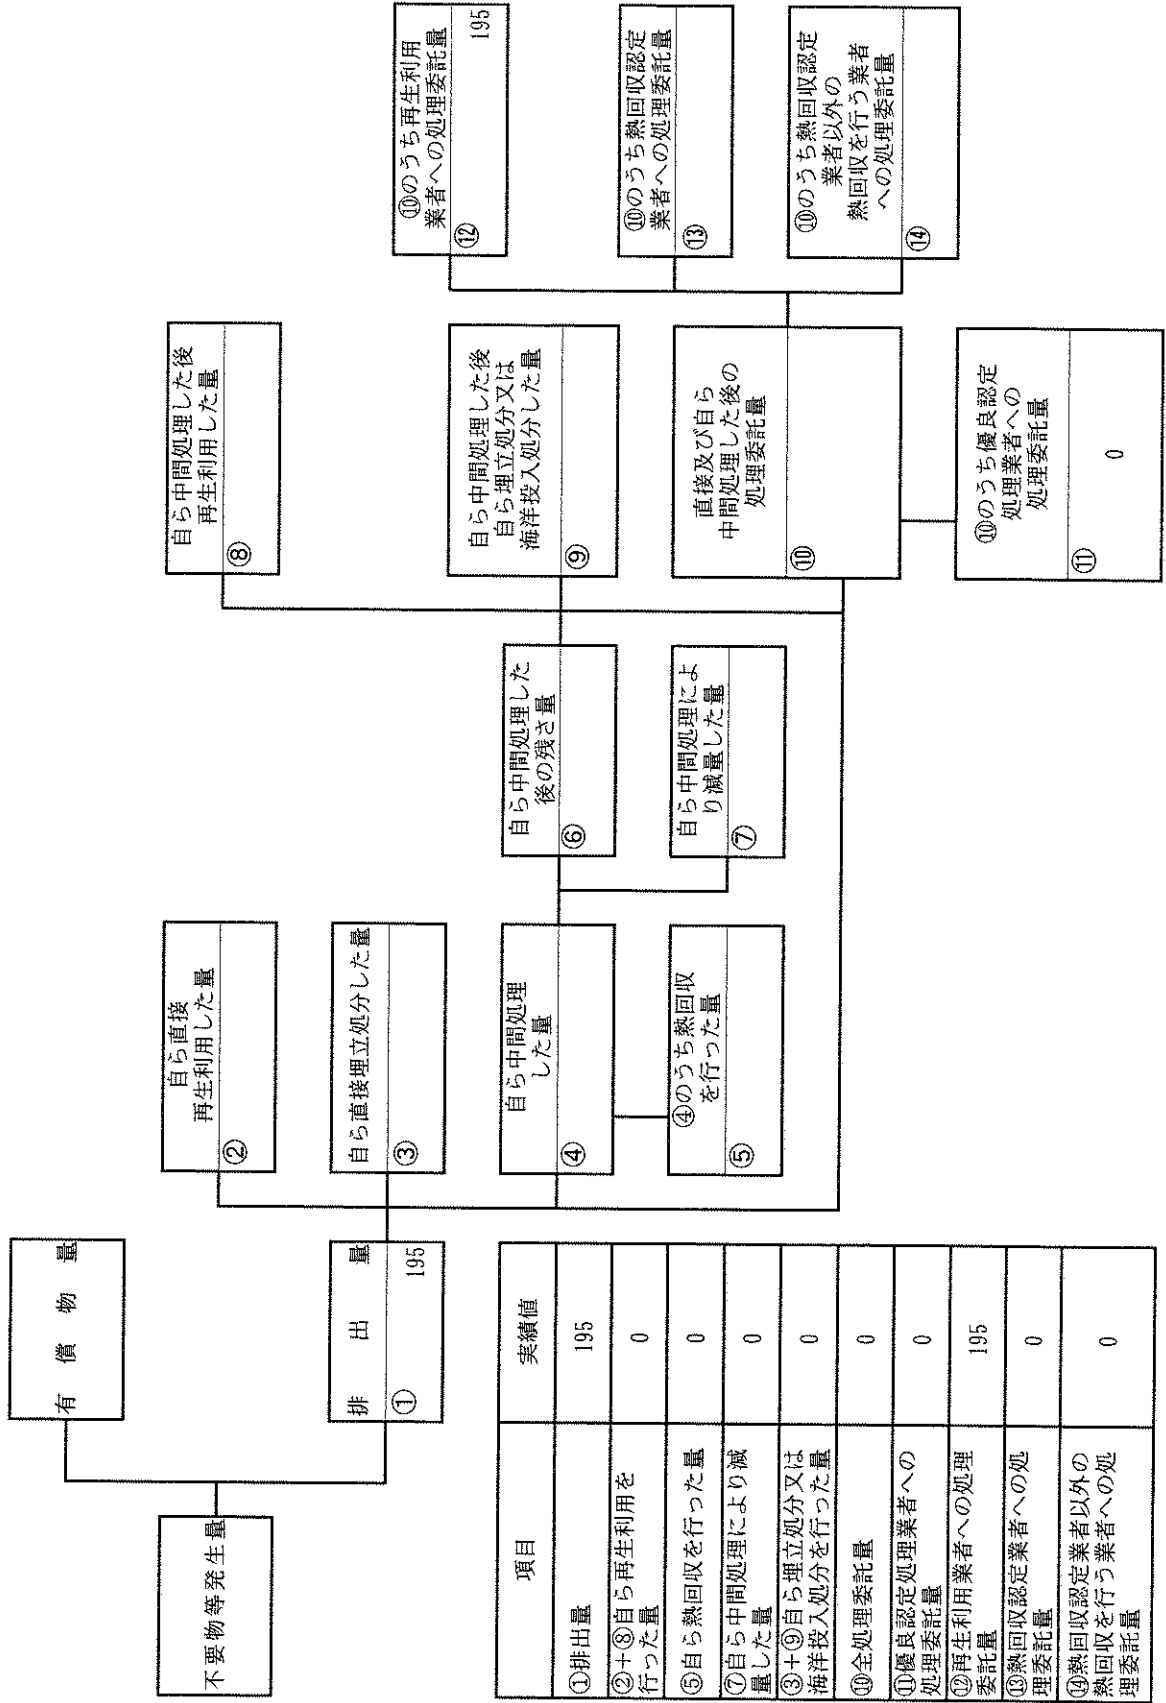 不要物等発生量
有償物量
排出量
① 195
自ら直接
再生利用した量
②
自ら直接埋立処分した量
③
自ら中間処理
した量
④
④のうち熱回収
を行った量
⑤
自ら中間処理した
後の残さ量
⑥
自ら中間処理によ
り減量した量
⑦
自ら中間処理した後
再生利用した量
⑧
自ら中間処理した後
自ら埋立処分又は
海洋投入処分した量
⑨
直接及び自ら
中間処理した後の
処理委託量
⑩
⑩のうち優良認定
処理業者への
処理委託量
⑪ 0
⑩のうち再生利用
業者への処理委託量
⑫ 195
⑩のうち熱回収認定
業者への処理委託量
⑬
⑩のうち熱回収認定
業者以外の
熱回収を行う業者
への処理委託量
⑭
項目 実績値
①排出量 195
②+⑧自ら再生利用を
行った量 0
⑤自ら熱回収を行った量 0
⑦自ら中間処理により減
量した量 0
③+⑨自ら埋立処分又は
海洋投入処分を行った量 0
⑩全処理委託量 0
⑪優良認定処理業者への
処理委託量 0
⑫再生利用業者への処理
委託量 195
⑬熱回収認定業者への処
理委託量 0
⑭熱回収認定業者以外の
熱回収を行う業者への処
理委託量 0